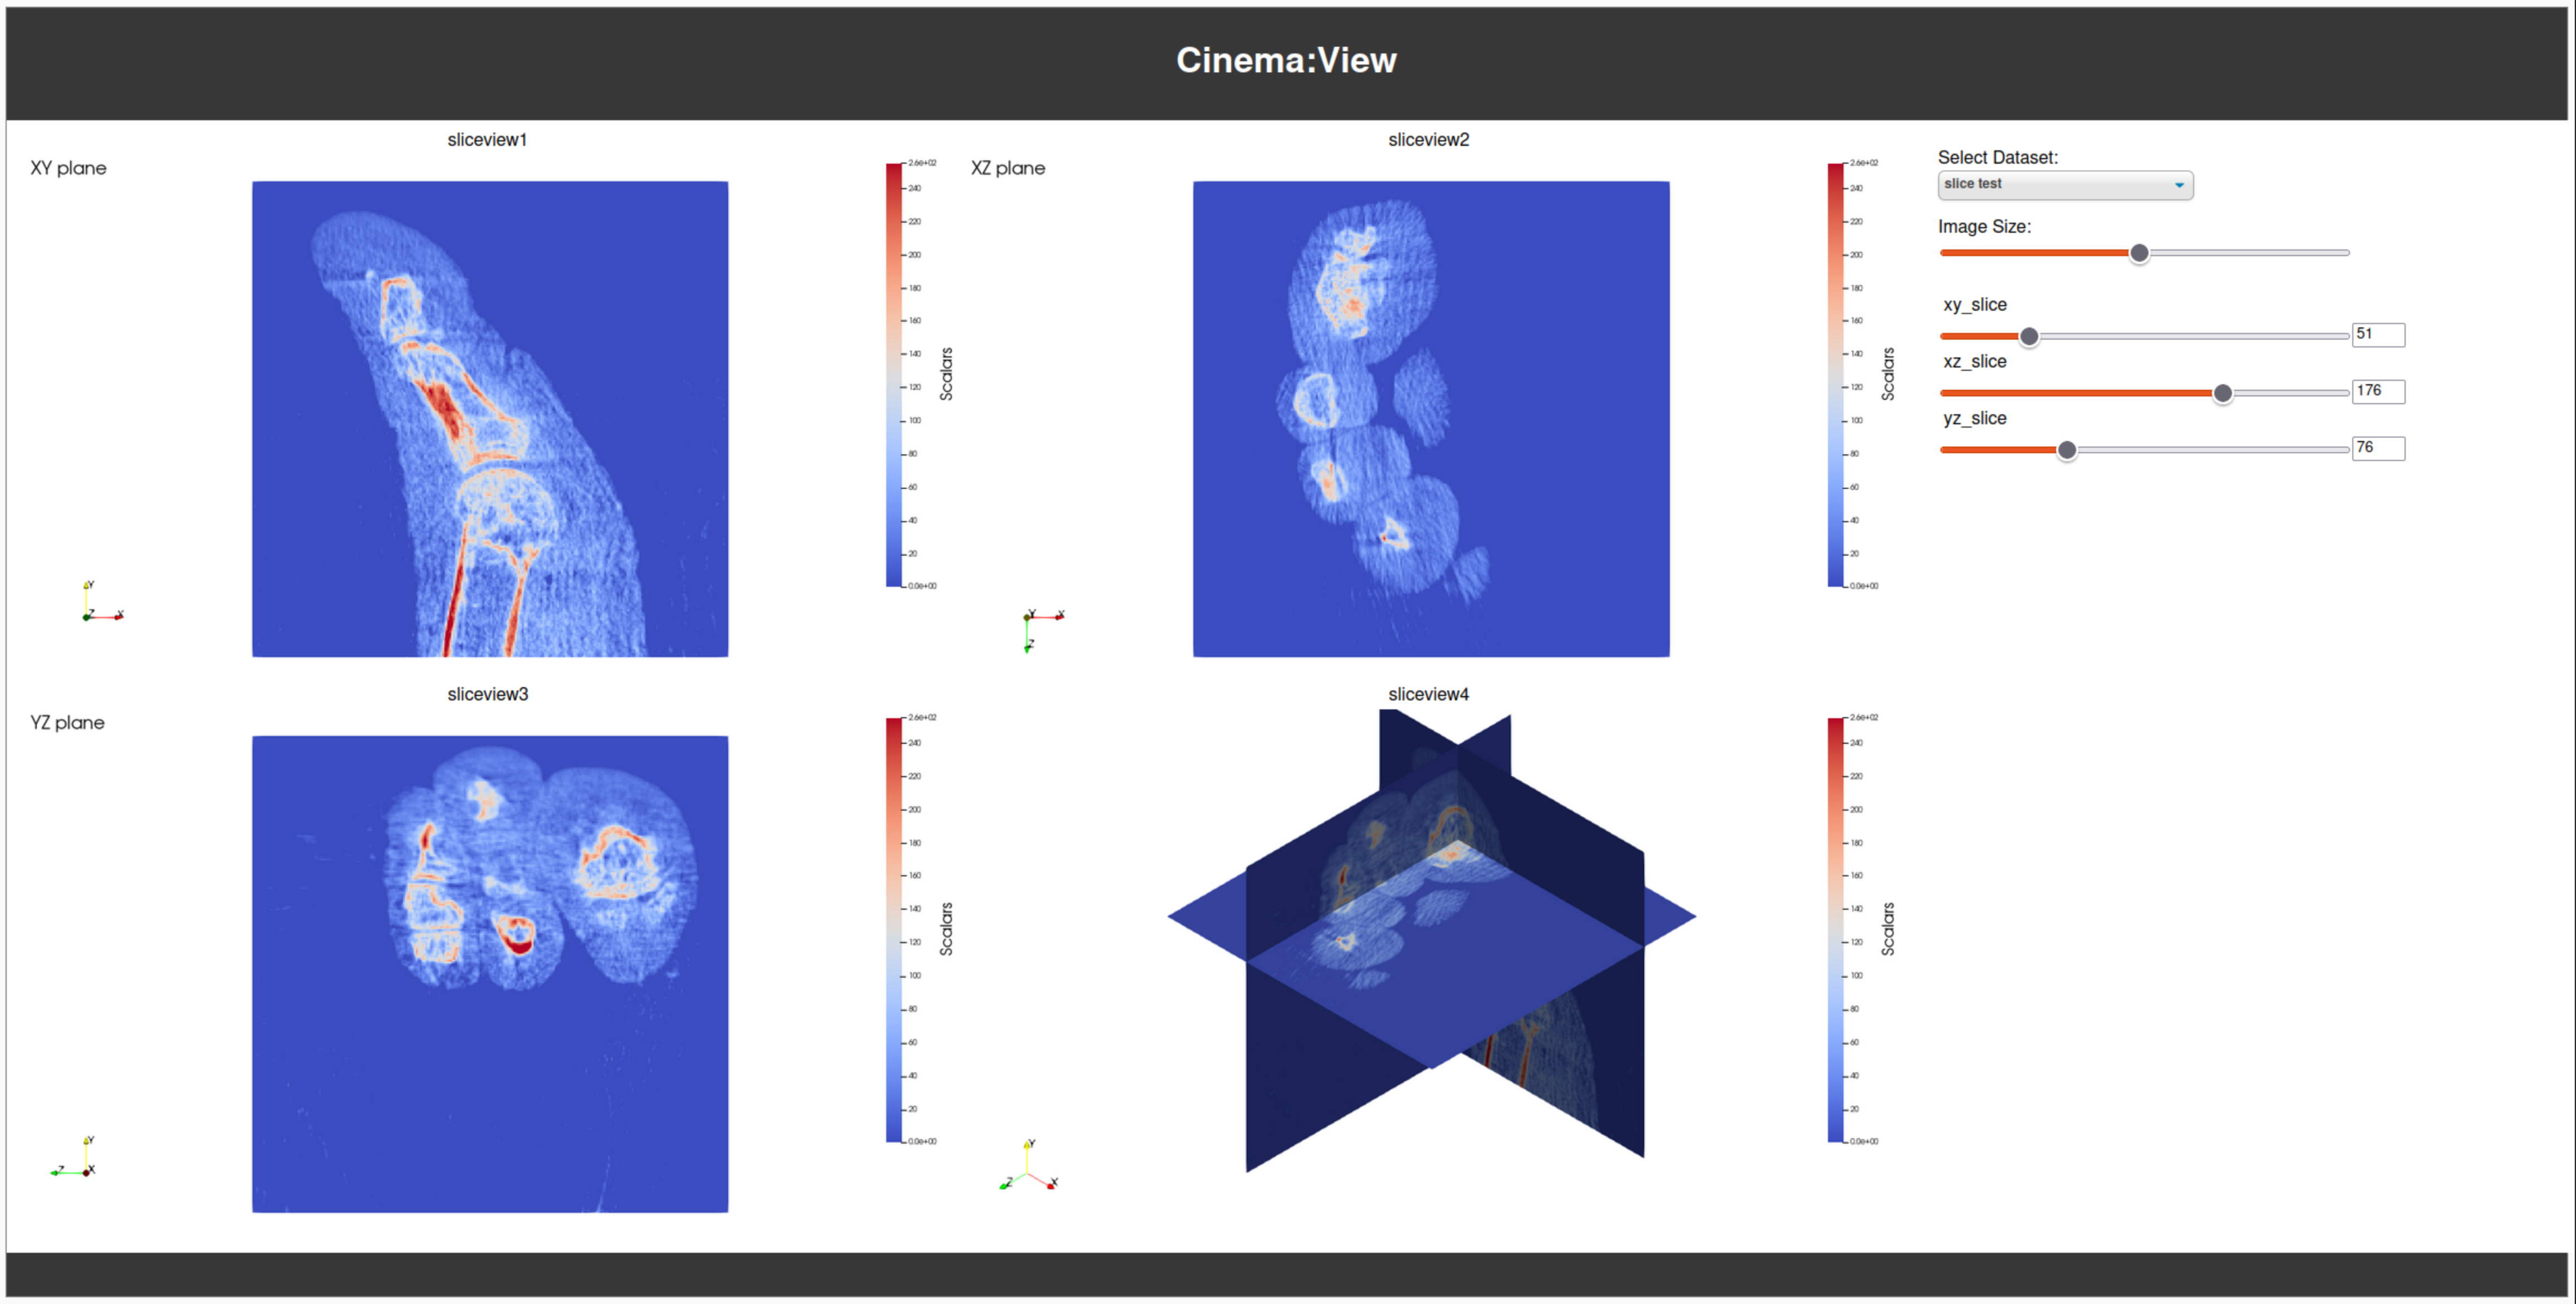 Cinema:View
sliceview1
XY plane
2.6e+02
240
220
200
180
160
140
120
100
80
60
40
20
0.0e+00
Scalars
Y
Z
X
sliceview2
XZ plane
2.6e+02
240
220
200
180
160
140
120
100
80
60
40
20
0.0e+00
Scalars
Y
X
Z
Select Dataset:
slice test
Image Size:
xy_slice
51
xz_slice
176
yz_slice
76
sliceview3
YZ plane
2.6e+02
240
220
200
180
160
140
120
100
80
60
40
20
0.0e+00
Scalars
Y
Z
X
sliceview4
2.6e+02
240
220
200
180
160
140
120
100
80
60
40
20
0.0e+00
Scalars
Y
Z
X